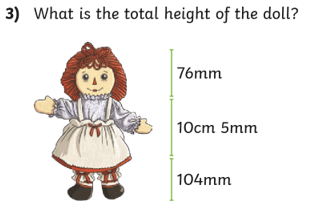 3) What is the total height of the doll?
76mm
10cm 5mm
104mm